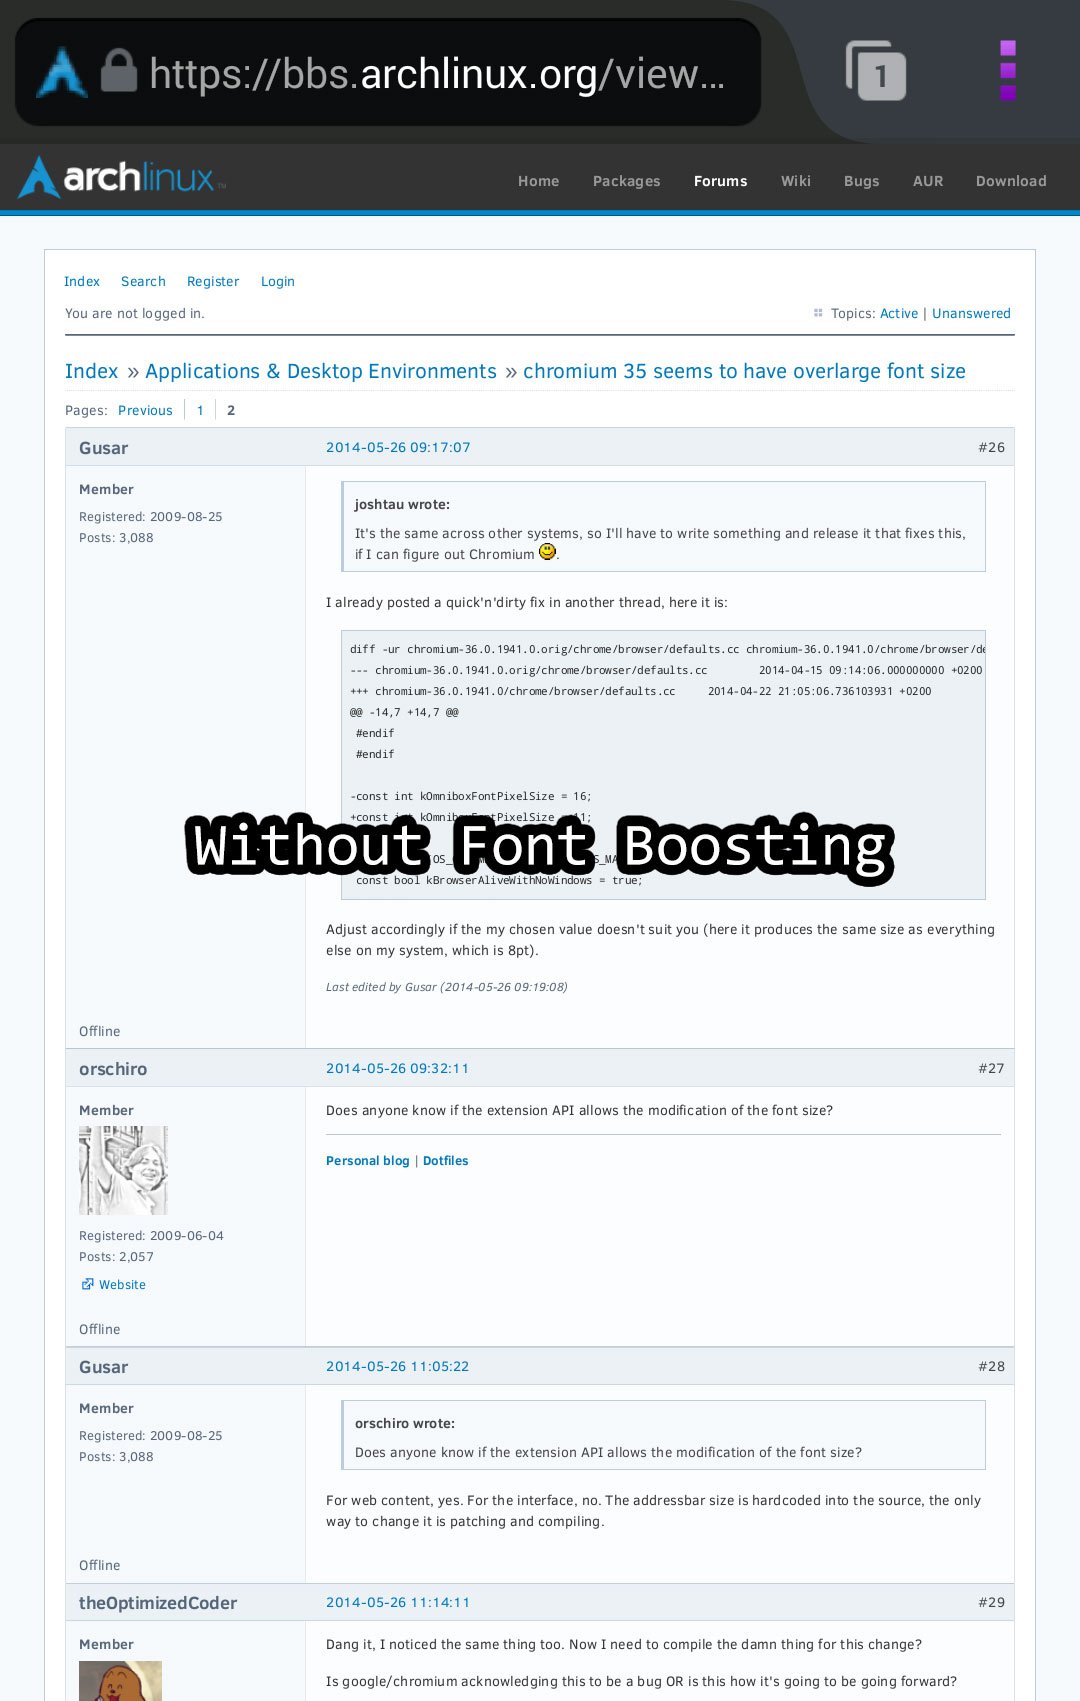 https://bbs.archlinux.org/view…
1
archlinux™
Home Packages Forums Wiki Bugs AUR Download
Index Search Register Login
You are not logged in.
Topics: Active | Unanswered
Index » Applications & Desktop Environments » chromium 35 seems to have overlarge font size
Pages: Previous 1 2
Gusar 2014-05-26 09:17:07 #26
Member
Registered: 2009-08-25
Posts: 3,088
joshtau wrote:
It's the same across other systems, so I'll have to write something and release it that fixes this,
if I can figure out Chromium .
I already posted a quick'n'dirty fix in another thread, here it is:
diff -ur chromium-36.0.1941.0.orig/chrome/browser/defaults.cc chromium-36.0.1941.0/chrome/browser/de
--- chromium-36.0.1941.0.orig/chrome/browser/defaults.cc 2014-04-15 09:14:06.000000000 +0200
+++ chromium-36.0.1941.0/chrome/browser/defaults.cc 2014-04-22 21:05:06.736103931 +0200
@@ -14,7 +14,7 @@
#endif
#endif
-const int kOmniboxFontPixelSize = 16;
+const int kOmniboxFontPixelSize = 11;
Without Font Boosting
const bool kBrowserAliveWithNoWindows = true;
Adjust accordingly if the my chosen value doesn't suit you (here it produces the same size as everything
else on my system, which is 8pt).
Last edited by Gusar (2014-05-26 09:19:08)
Offline
orschiro 2014-05-26 09:32:11 #27
Member
Does anyone know if the extension API allows the modification of the font size?
Personal blog | Dotfiles
Registered: 2009-06-04
Posts: 2,057
Website
Offline
Gusar 2014-05-26 11:05:22 #28
Member
Registered: 2009-08-25
Posts: 3,088
orschiro wrote:
Does anyone know if the extension API allows the modification of the font size?
For web content, yes. For the interface, no. The addressbar size is hardcoded into the source, the only
way to change it is patching and compiling.
Offline
theOptimizedCoder 2014-05-26 11:14:11 #29
Member
Dang it, I noticed the same thing too. Now I need to compile the damn thing for this change?
Is google/chromium acknowledging this to be a bug OR is this how it's going to be going forward?